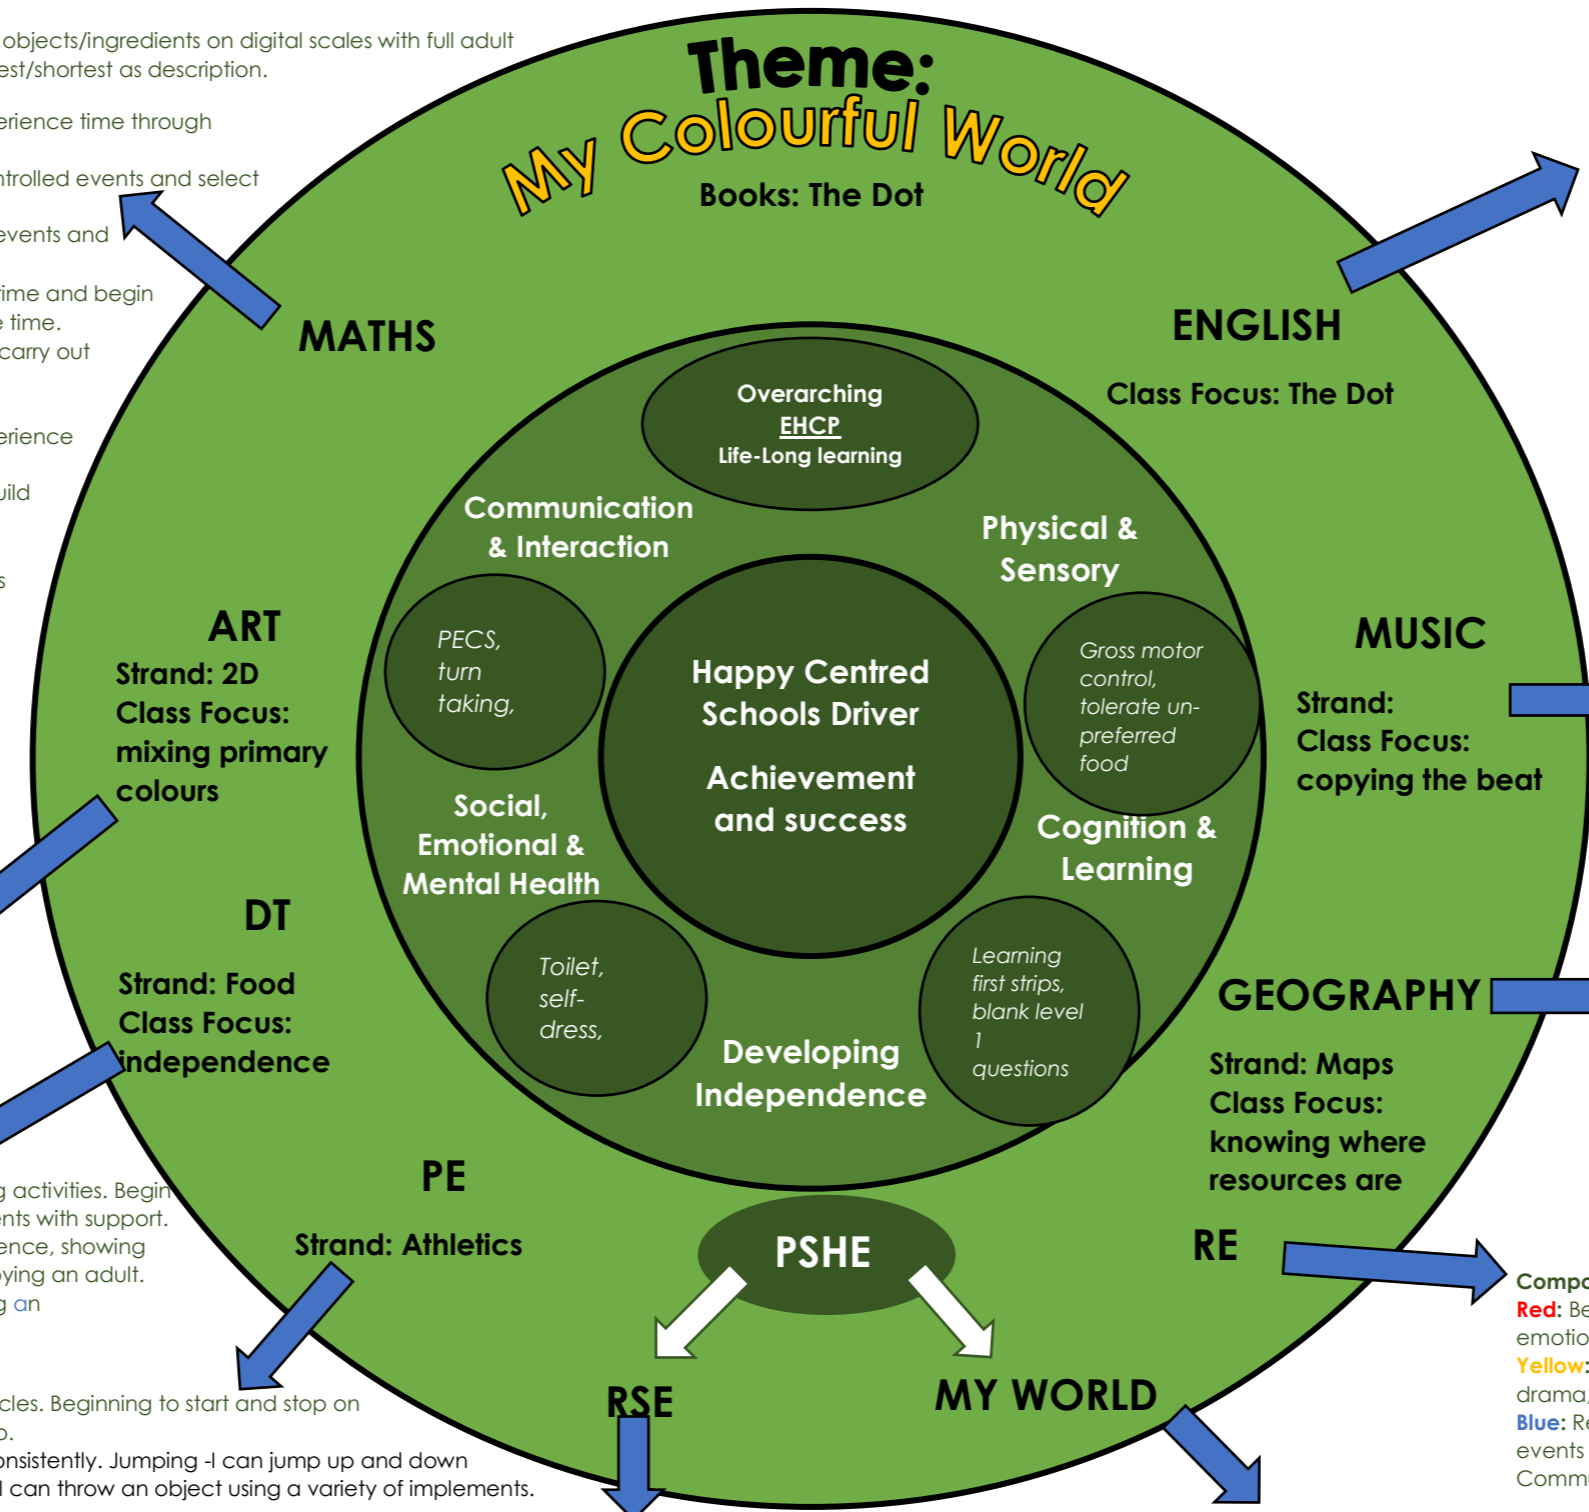 objects/ingredients on digital scales with full adult
est/shortest as description.
erience time through
ntrolled events and select
events and
time and begin
e time.
carry out
erience
uild
s
Theme:
My Colourful World
Books: The Dot
MATHS
ENGLISH
Class Focus: The Dot
Overarching
EHCP
Life-Long learning
Communication
& Interaction
Physical &
Sensory
PECS,
turn
taking,
Gross motor
control,
tolerate un-
preferred
food
Happy Centred
Schools Driver
Achievement
and success
Social,
Emotional &
Mental Health
Cognition &
Learning
Toilet,
self-
dress,
Learning
first strips,
blank level
1
questions
Developing
Independence
ART
Strand: 2D
Class Focus:
mixing primary
colours
MUSIC
Strand:
Class Focus:
copying the beat
DT
Strand: Food
Class Focus:
independence
GEOGRAPHY
Strand: Maps
Class Focus:
knowing where
resources are
PE
Strand: Athletics
PSHE
RE
RSE
MY WORLD
g activities. Begin
ents with support.
ence, showing
pying an adult.
g an
cles. Beginning to start and stop on
p.
onsistently. Jumping -I can jump up and down
I can throw an object using a variety of implements.
Compo
Red: Be
emotio
Yellow:
drama,
Blue: Re
events
Commu